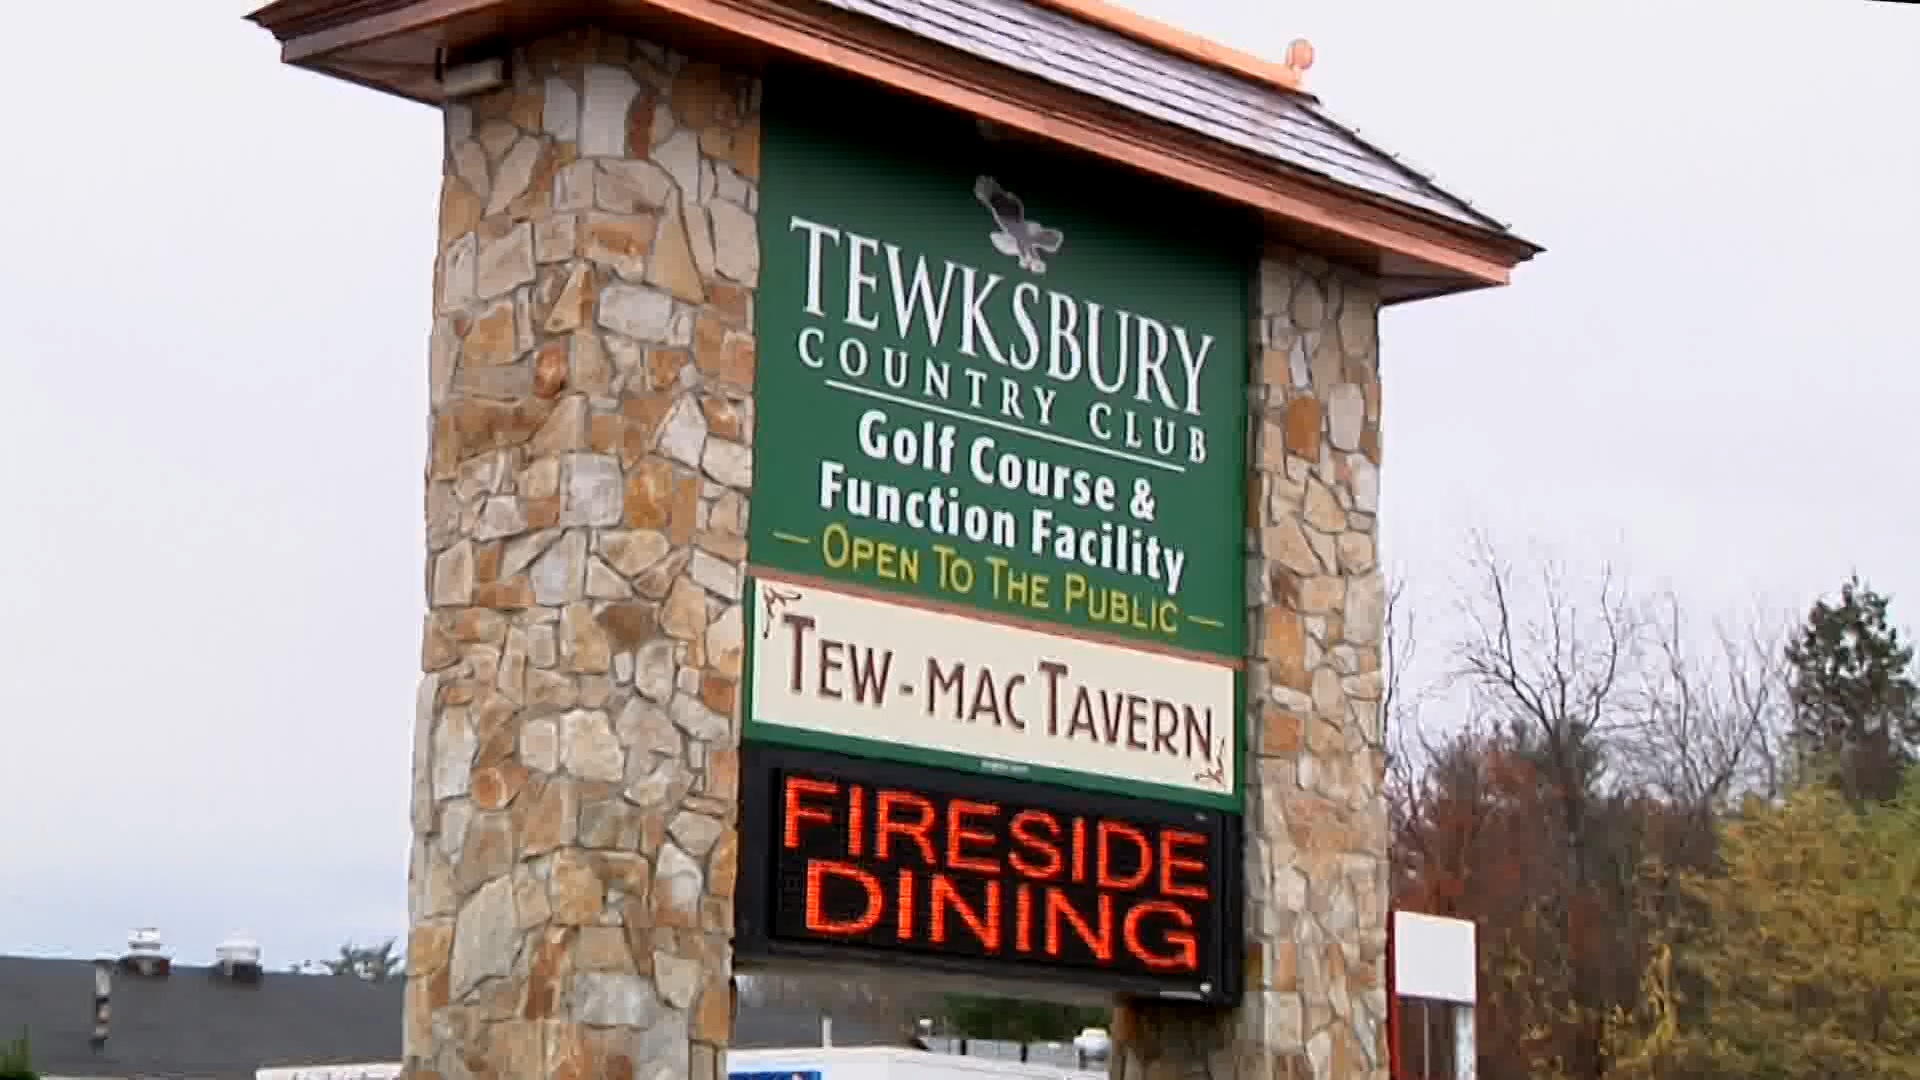 TEWKSBURY
COUNTRY CLUB
Golf Course &
Function Facility
— OPEN TO THE PUBLIC —
TEW-MAC TAVERN
FIRESIDE
DINING